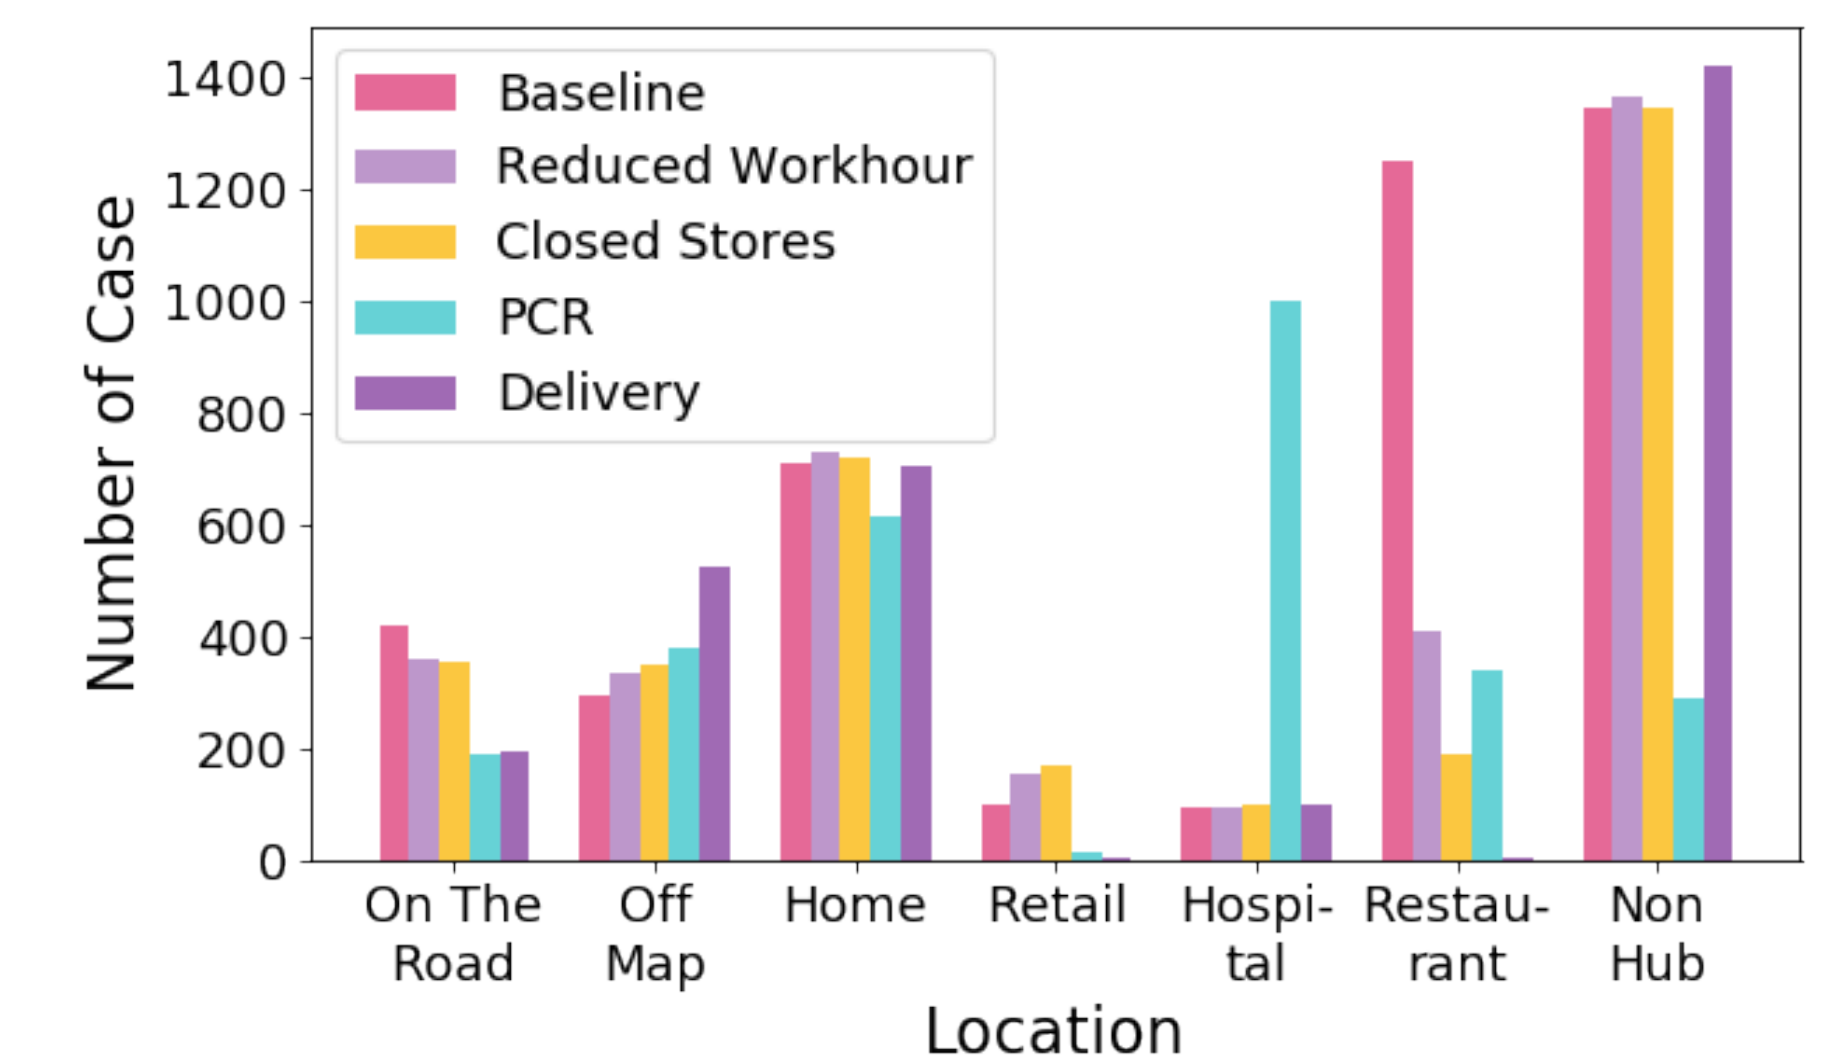 Number of Case
1400
1200
1000
800
600
400
200
0
Baseline
Reduced Workhour
Closed Stores
PCR
Delivery
On The
Road
Off
Map
Home
Retail
Hospi-
tal
Restau-
rant
Non
Hub
Location